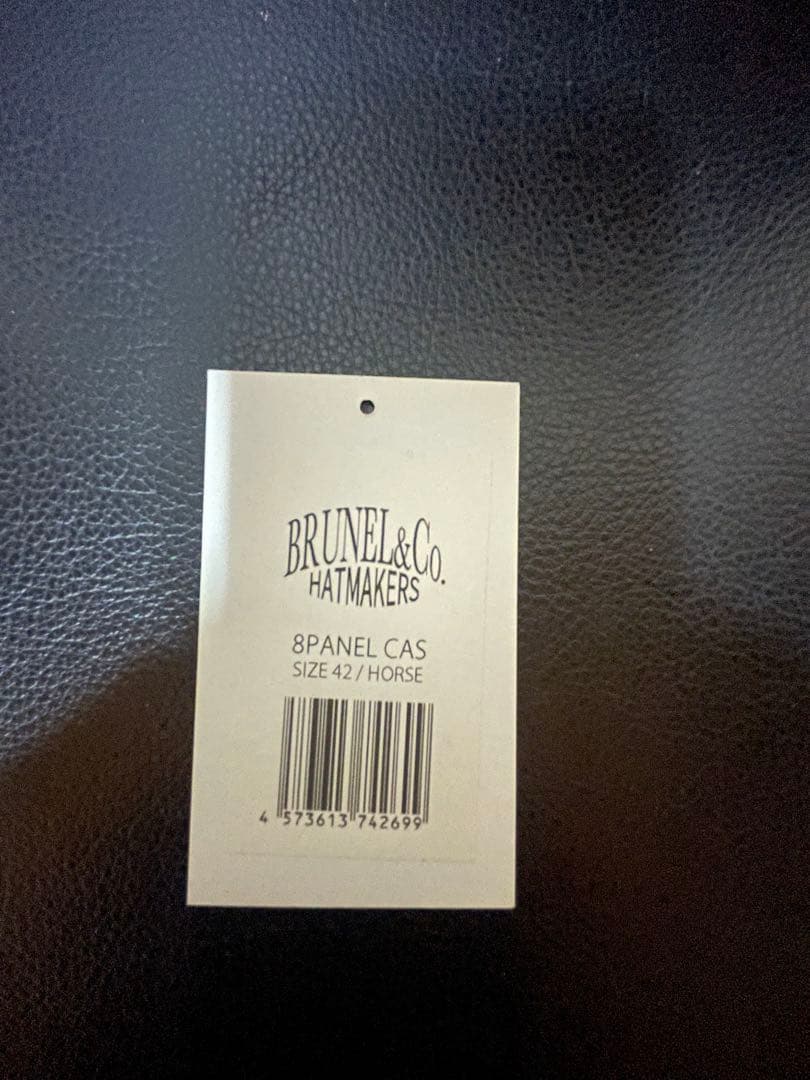 BRUNEL&Co.
HATMAKERS
8PANEL CAS
SIZE 42 / HORSE
4 573613 742699